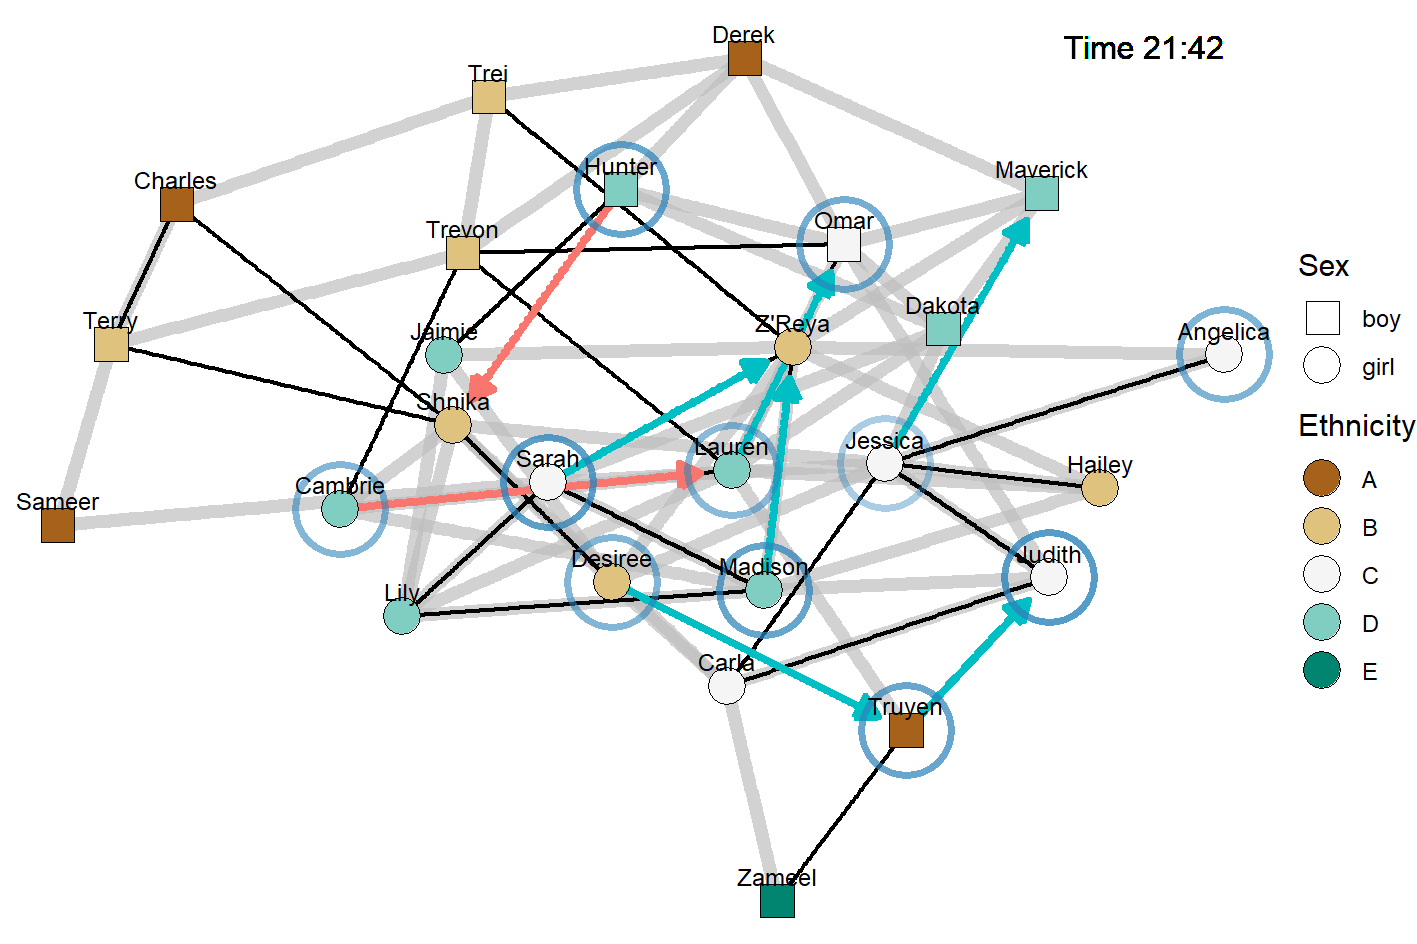 Derek
Time 21:42
Trei
Hunter
Maverick
Charles
Omar
Trevon
Sex
Dakota
boy
Terry
Jaimie
Z'Reya
Angelica
girl
Shnika
Ethnicity
Sarah
Lauren
Jessica
Hailey
A
Cambrie
Sameer
B
Desiree
Madison
Judith
C
Lily
D
Carla
E
Truyen
Zameel